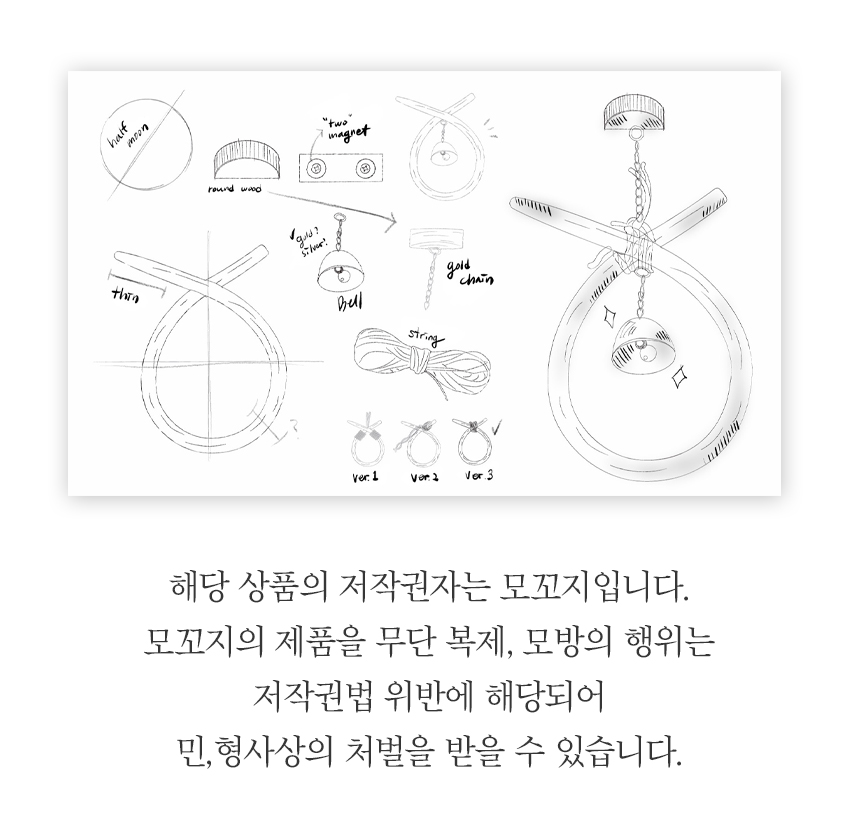 half
moon
"two"
magnet
round wood
gold?
silver?
Bell
gold
chain
thin
string
?
ver.1
ver.2
ver.3
해당 상품의 저작권자는 모꼬지입니다.
모꼬지의 제품을 무단 복제, 모방의 행위는
저작권법 위반에 해당되어
민,형사상의 처벌을 받을 수 있습니다.